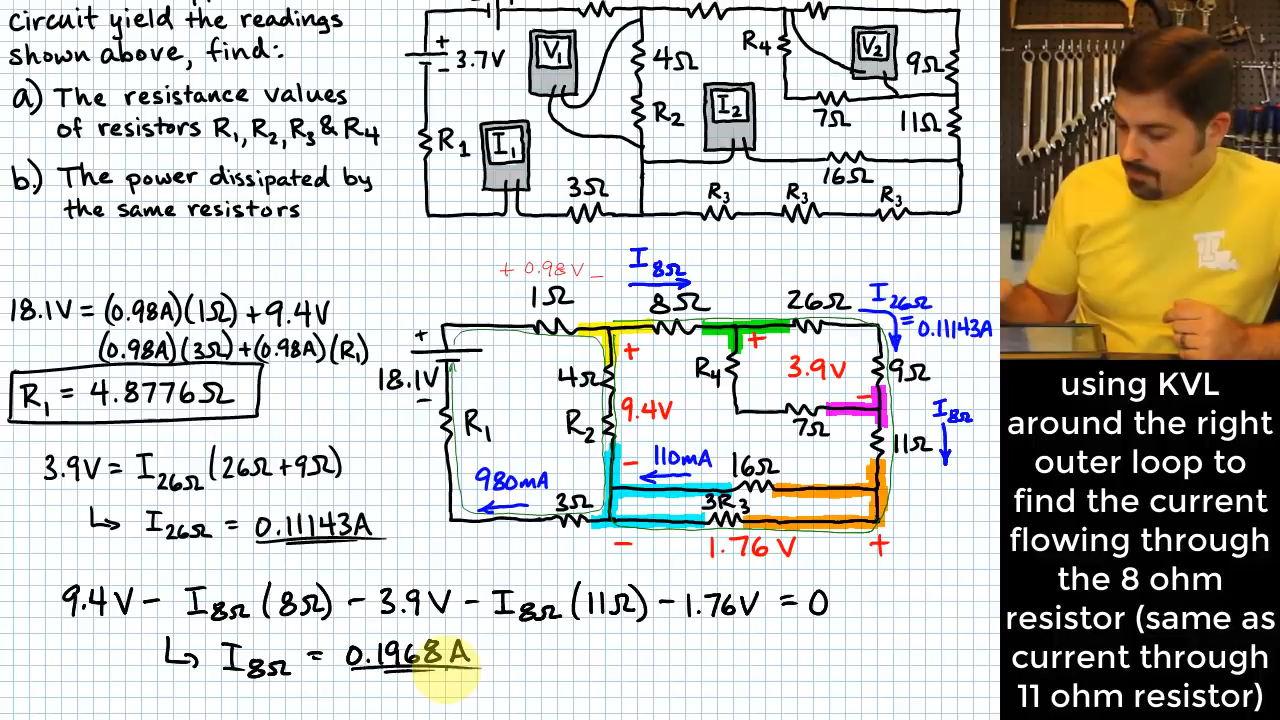 circuit yield the readings
shown above, find:
a) The resistance values
of resistors R₁, R₂, R₃ & R₄
b.) The power dissipated by
the same resistors
+
3.7V
-
V₁
4Ω
R₂
R₄
V₂
9Ω
7Ω
11Ω
I₂
R₁
I₁
3Ω
16Ω
R₃
R₃
R₃
18.1V = (0.98A)(1Ω) + 9.4V
(0.98A)(3Ω)+(0.98A)(R₁)
R₁ = 4.8776Ω
3.9V = I₂₆Ω (26Ω+9Ω)
↳ I₂₆Ω = 0.11143A
+ 0.98V -
1Ω
I₈Ω
8Ω
26Ω
I₂₆Ω
= 0.11143A
+
18.1V
-
4Ω
+
R₄
+
3.9V
9Ω
-
R₁
R₂
9.4V
7Ω
I₈Ω
11Ω
-
110mA
16Ω
980mA
3Ω
3R₃
-
1.76V
+
9.4V - I₈Ω (8Ω) - 3.9V - I₈Ω (11Ω) - 1.76V = 0
↳ I₈Ω = 0.1968A
using KVL
around the right
outer loop to
find the current
flowing through
the 8 ohm
resistor (same as
current through
11 ohm resistor)